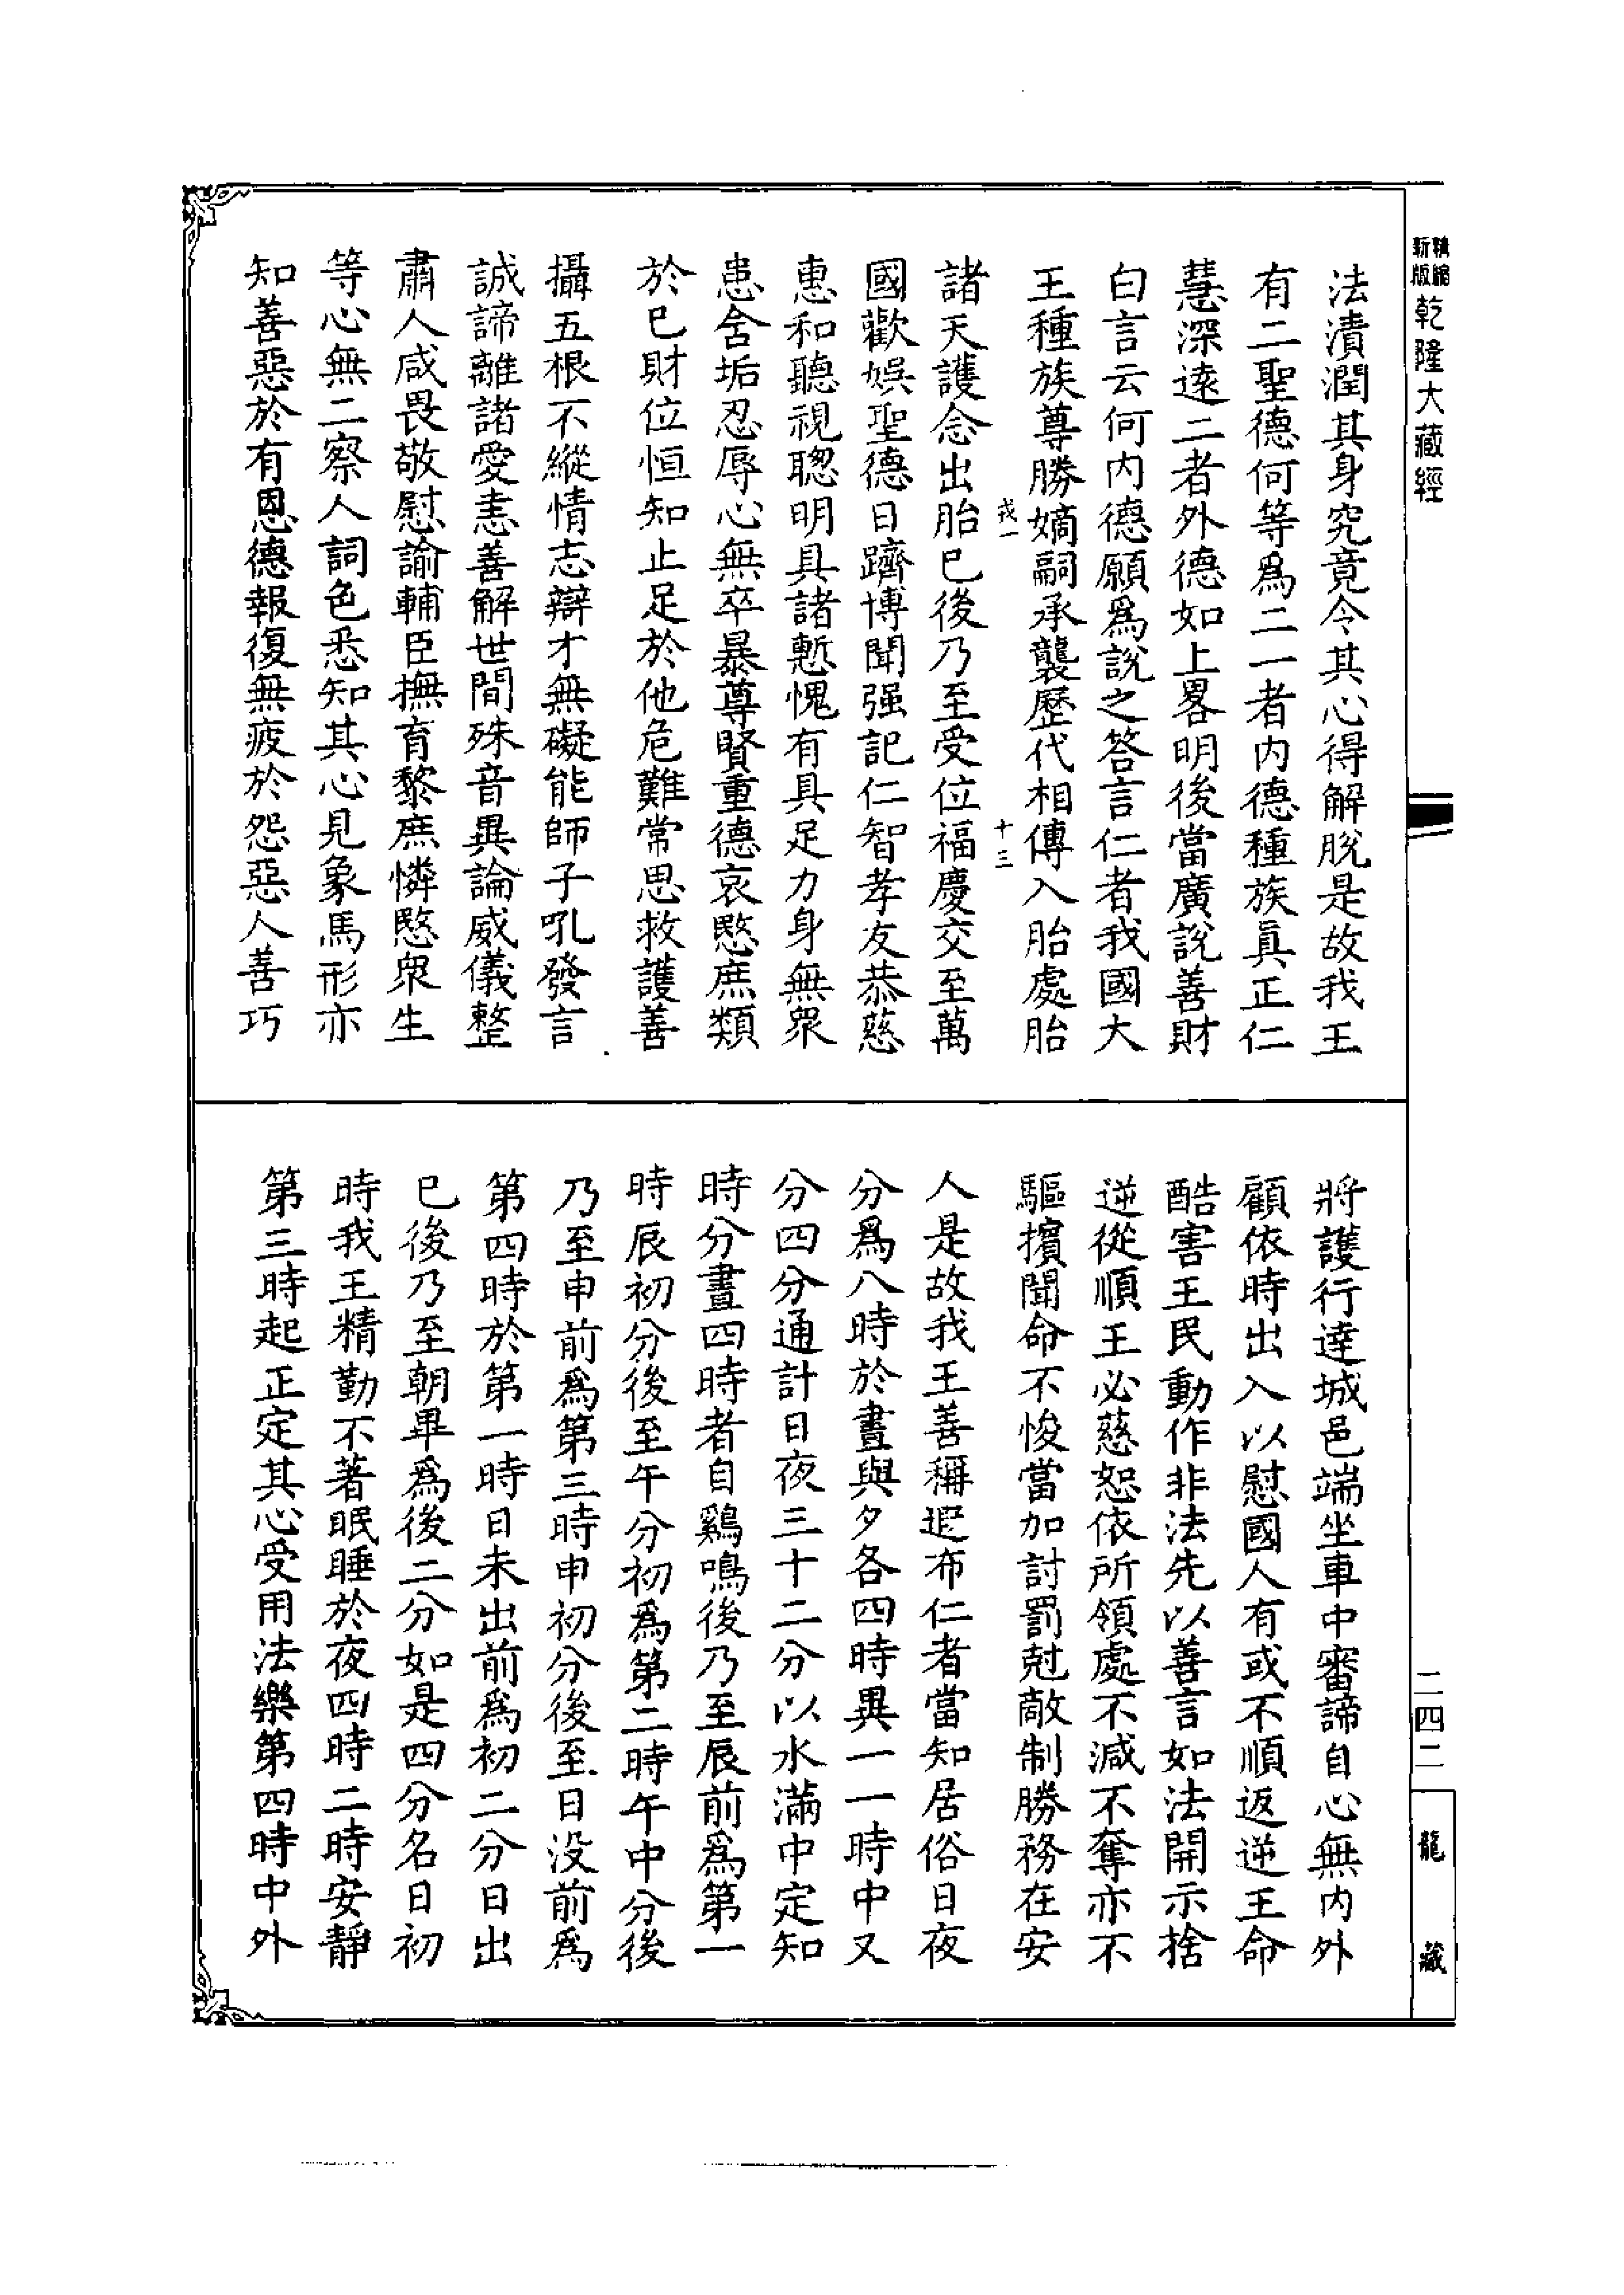 精縮
新版
乾隆大藏經
法漬潤其身究竟令其心得解脫是故我王
有二聖德何等爲二一者內德種族眞正仁
慧深遠二者外德如上畧明後當廣說善財
白言云何內德願爲說之答言仁者我國大
王種族尊勝嫡嗣承襲歷代相傳入胎處胎
戎一
十三
諸天護念出胎已後乃至受位福慶交至萬
國歡娛聖德日躋博聞强記仁智孝友恭慈
惠和聽視聰明具諸慙愧有具足力身無衆
患舍垢忍辱心無卒暴尊賢重德哀愍庶類
於已財位恒知止足於他危難常思救護善
攝五根不縱情志辯才無礙能師子吼發言
誠諦離諸愛恚善解世間殊音異論威儀整
肅人咸畏敬慰諭輔臣撫育黎庶憐愍衆生
等心無二察人詞色悉知其心見象馬形亦
知善惡於有恩德報復無疲於怨惡人善巧
將護行達城邑端坐車中審諦自心無內外
顧依時出入以慰國人有或不順返逆王命
酷害王民動作非法先以善言如法開示捨
逆從順王必慈恕依所領處不減不奪亦不
驅擯聞命不悛當加討罰尅敵制勝務在安
人是故我王善稱遐布仁者當知居俗日夜
分爲八時於晝與夕各四時異一一時中又
分四分通計日夜三十二分以水滿中定知
時分晝四時者自鷄鳴後乃至辰前爲第一
時辰初分後至午分初爲第二時午中分後
乃至申前爲第三時申初分後至日没前爲
第四時於第一時日未出前爲初二分日出
已後乃至朝畢爲後二分如是四分名日初
時我王精勤不著眠睡於夜四時二時安靜
第三時起正定其心受用法樂第四時中外
二四二
龍藏